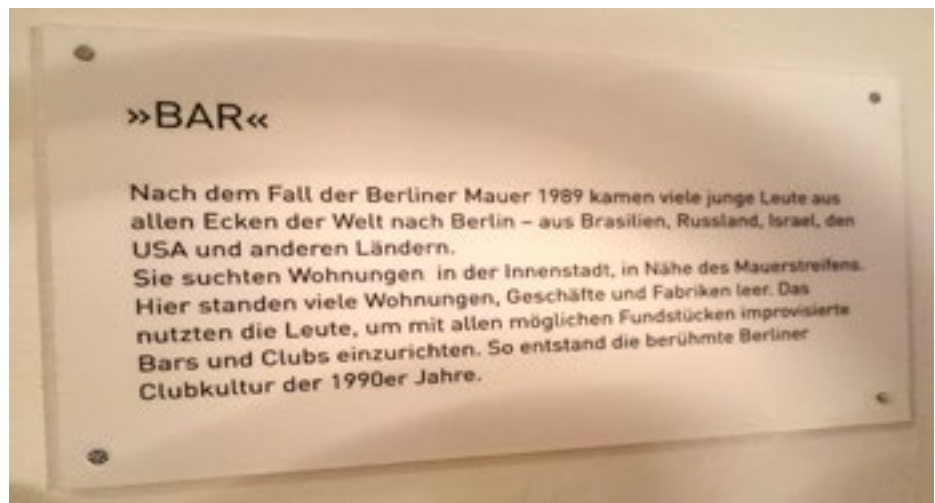 »BAR«
Nach dem Fall der Berliner Mauer 1989 kamen viele junge Leute aus
allen Ecken der Welt nach Berlin – aus Brasilien, Russland, Israel, den
USA und anderen Ländern.
Sie suchten Wohnungen in der Innenstadt, in Nähe des Mauerstreifens.
Hier standen viele Wohnungen, Geschäfte und Fabriken leer. Das
nutzten die Leute, um mit allen möglichen Fundstücken improvisierte
Bars und Clubs einzurichten. So entstand die berühmte Berliner
Clubkultur der 1990er Jahre.